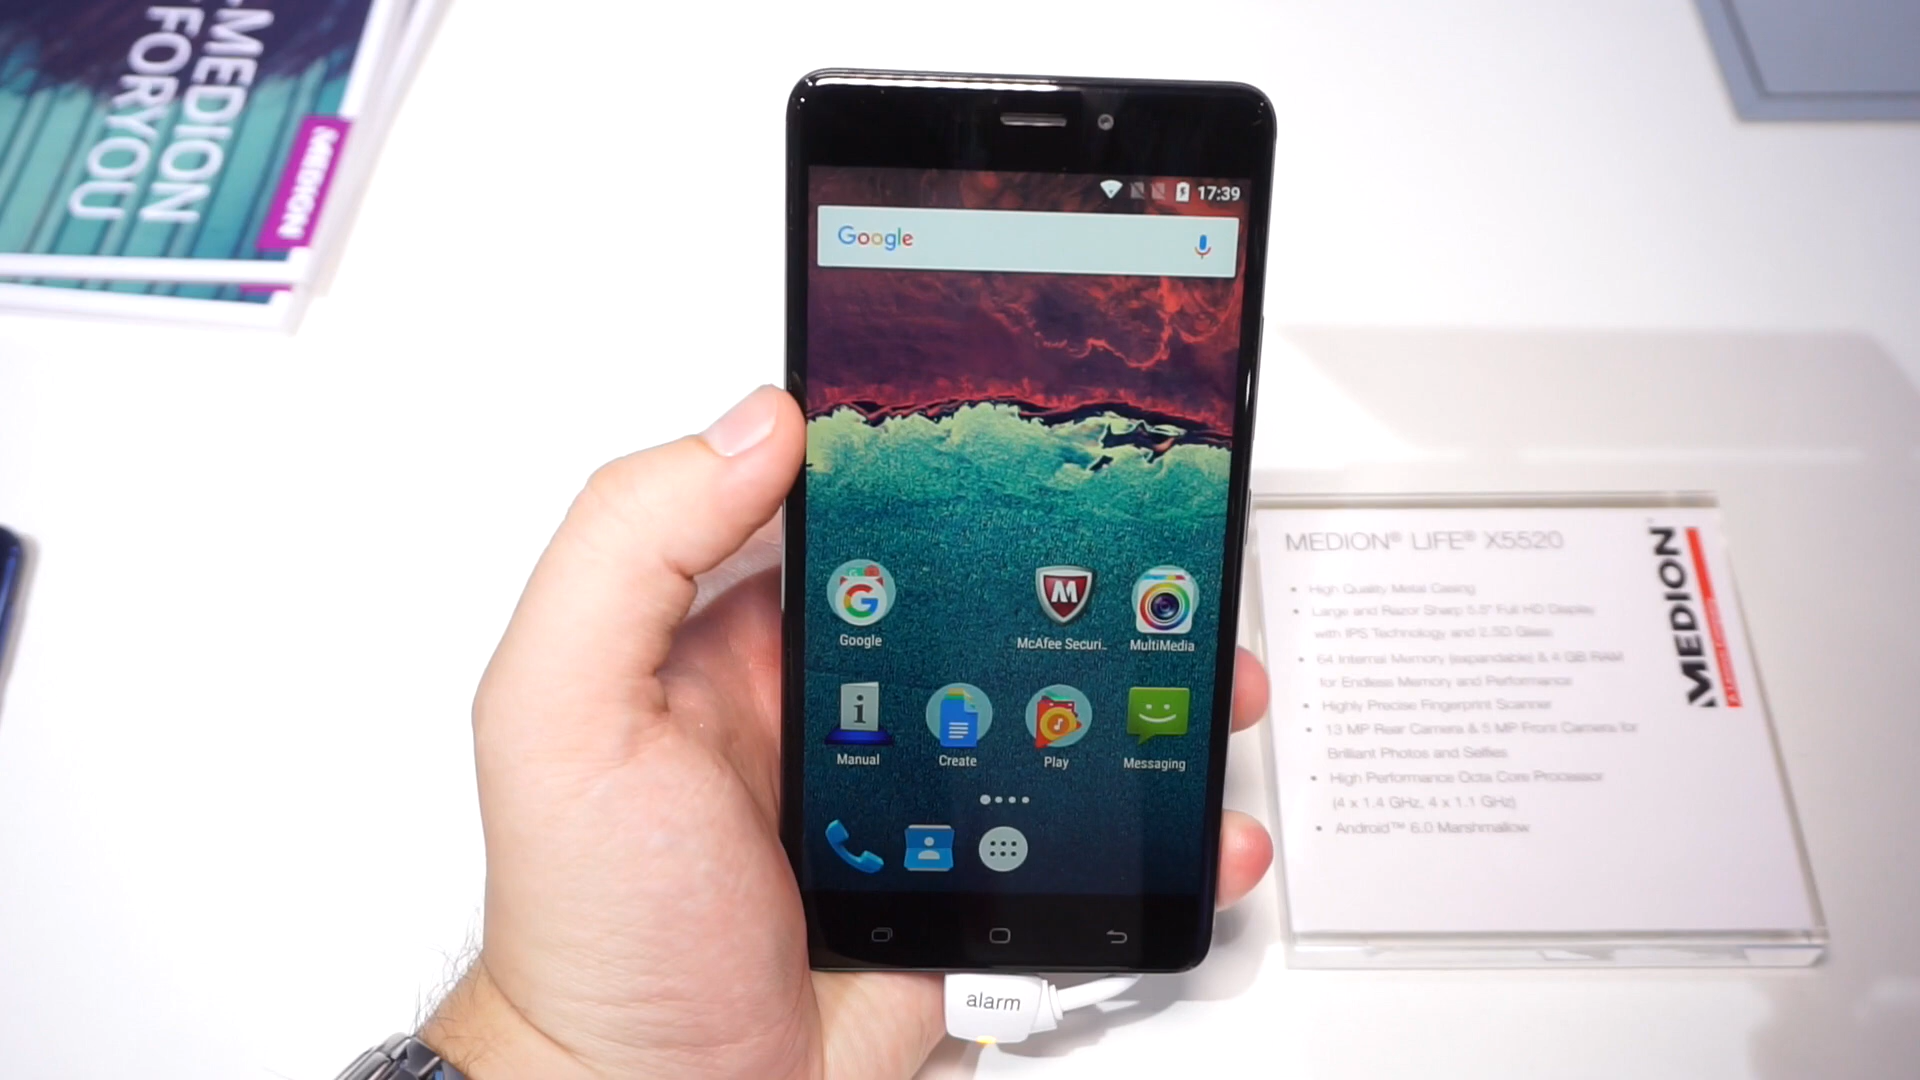 MEDION
FORYOU
MEDION
FORYOU
MEDION
17:39
Google
Google
McAfee Securi..
MultiMedia
Manual
Create
Play
Messaging
alarm
MEDION® LIFE® X5520
• High Quality Metal Casing
• Large and Razor Sharp 5.5" Full HD Display
with IPS Technology and 2.5D Glass
• 64 Internal Memory (expandable) & 4 GB RAM
for Endless Memory and Performance
• Highly Precise Fingerprint Scanner
• 13 MP Rear Camera & 5 MP Front Camera for
Brilliant Photos and Selfies
• High Performance Octa Core Processor
(4 x 1.4 GHz, 4 x 1.1 GHz)
• Android™ 6.0 Marshmallow
MEDION